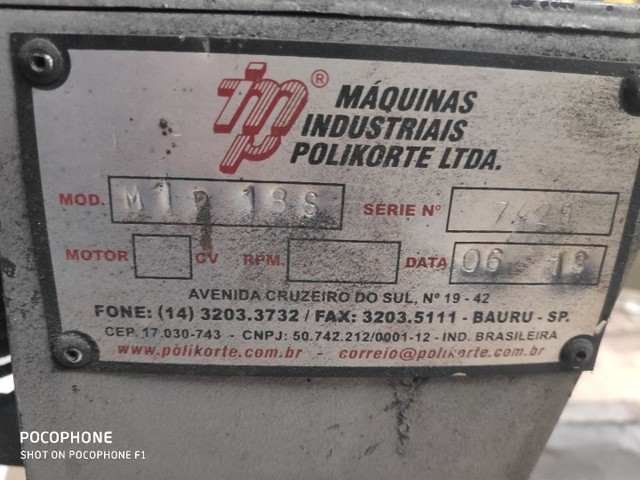 imp ®
MÁQUINAS
INDUSTRIAIS
POLIKORTE LTDA.
MOD. SÉRIE Nº
MOTOR CV RPM. DATA 06
AVENIDA CRUZEIRO DO SUL, Nº 19 - 42
FONE: (14) 3203.3732 / FAX: 3203.5111 - BAURU - SP.
CEP. 17.030-743 - CNPJ: 50.742.212/0001-12 - IND. BRASILEIRA
www.polikorte.com.br - correio@polikorte.com.br
POCOPHONE
SHOT ON POCOPHONE F1